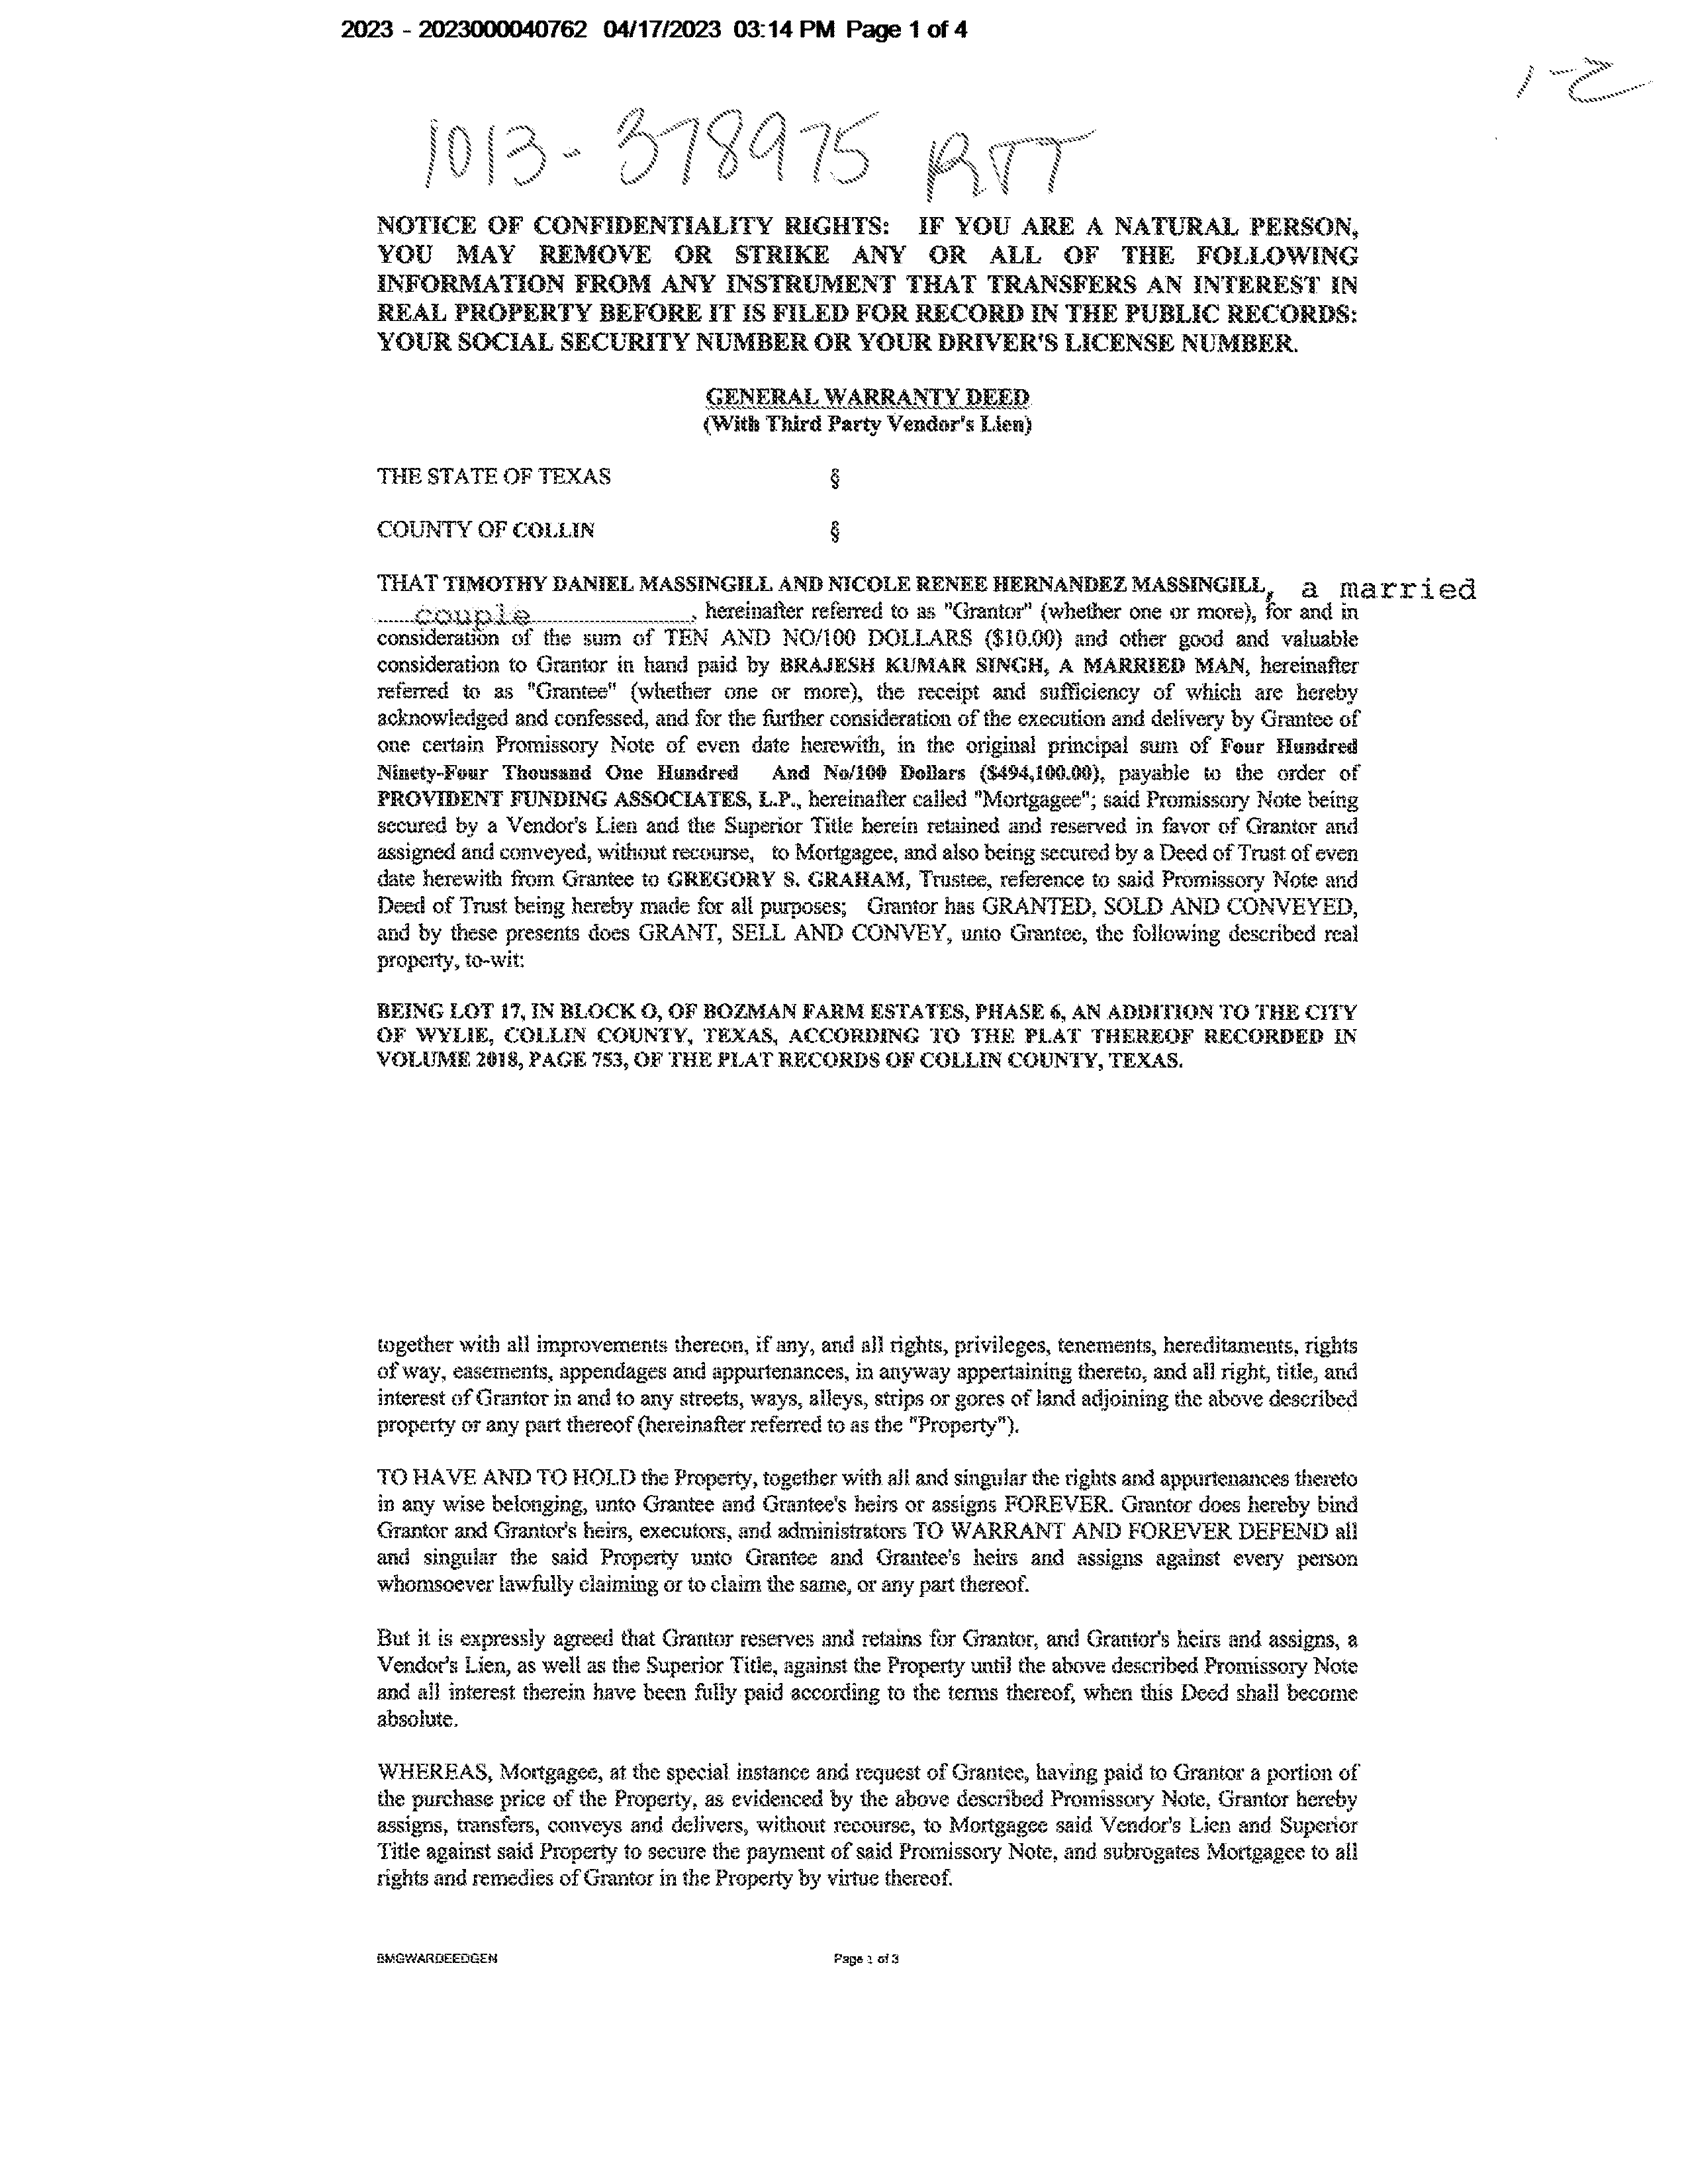 2023 - 2023000040762 04/17/2023 03:14 PM Page 1 of 4
1-2
1013-378975 RTT
NOTICE OF CONFIDENTIALITY RIGHTS: IF YOU ARE A NATURAL PERSON,
YOU MAY REMOVE OR STRIKE ANY OR ALL OF THE FOLLOWING
INFORMATION FROM ANY INSTRUMENT THAT TRANSFERS AN INTEREST IN
REAL PROPERTY BEFORE IT IS FILED FOR RECORD IN THE PUBLIC RECORDS:
YOUR SOCIAL SECURITY NUMBER OR YOUR DRIVER'S LICENSE NUMBER.
GENERAL WARRANTY DEED
(With Third Party Vendor's Lien)
THE STATE OF TEXAS §
COUNTY OF COLLIN §
THAT TIMOTHY DANIEL MASSINGILL AND NICOLE RENEE HERNANDEZ MASSINGILL, a married
couple, hereinafter referred to as "Grantor" (whether one or more), for and in
consideration of the sum of TEN AND NO/100 DOLLARS ($10.00) and other good and valuable
consideration to Grantor in hand paid by BRAJESH KUMAR SINGH, A MARRIED MAN, hereinafter
referred to as "Grantee" (whether one or more), the receipt and sufficiency of which are hereby
acknowledged and confessed, and for the further consideration of the execution and delivery by Grantee of
one certain Promissory Note of even date herewith, in the original principal sum of Four Hundred
Ninety-Four Thousand One Hundred And No/100 Dollars ($494,100.00), payable to the order of
PROVIDENT FUNDING ASSOCIATES, L.P., hereinafter called "Mortgagee"; said Promissory Note being
secured by a Vendor's Lien and the Superior Title herein retained and reserved in favor of Grantor and
assigned and conveyed, without recourse, to Mortgagee, and also being secured by a Deed of Trust of even
date herewith from Grantee to GREGORY S. GRAHAM, Trustee, reference to said Promissory Note and
Deed of Trust being hereby made for all purposes; Grantor has GRANTED, SOLD AND CONVEYED,
and by these presents does GRANT, SELL AND CONVEY, unto Grantee, the following described real
property, to-wit:
BEING LOT 17, IN BLOCK O, OF BOZMAN FARM ESTATES, PHASE 6, AN ADDITION TO THE CITY
OF WYLIE, COLLIN COUNTY, TEXAS, ACCORDING TO THE PLAT THEREOF RECORDED IN
VOLUME 2018, PAGE 753, OF THE PLAT RECORDS OF COLLIN COUNTY, TEXAS.
together with all improvements thereon, if any, and all rights, privileges, tenements, hereditaments, rights
of way, easements, appendages and appurtenances, in anyway appertaining thereto, and all right, title, and
interest of Grantor in and to any streets, ways, alleys, strips or gores of land adjoining the above described
property or any part thereof (hereinafter referred to as the "Property").
TO HAVE AND TO HOLD the Property, together with all and singular the rights and appurtenances thereto
in any wise belonging, unto Grantee and Grantee's heirs or assigns FOREVER. Grantor does hereby bind
Grantor and Grantor's heirs, executors, and administrators TO WARRANT AND FOREVER DEFEND all
and singular the said Property unto Grantee and Grantee's heirs and assigns against every person
whomsoever lawfully claiming or to claim the same, or any part thereof.
But it is expressly agreed that Grantor reserves and retains for Grantor, and Grantor's heirs and assigns, a
Vendor's Lien, as well as the Superior Title, against the Property until the above described Promissory Note
and all interest therein have been fully paid according to the terms thereof, when this Deed shall become
absolute.
WHEREAS, Mortgagee, at the special instance and request of Grantee, having paid to Grantor a portion of
the purchase price of the Property, as evidenced by the above described Promissory Note, Grantor hereby
assigns, transfers, conveys and delivers, without recourse, to Mortgagee said Vendor's Lien and Superior
Title against said Property to secure the payment of said Promissory Note, and subrogates Mortgagee to all
rights and remedies of Grantor in the Property by virtue thereof.
BMGWARDEEDGEN Page 1 of 3